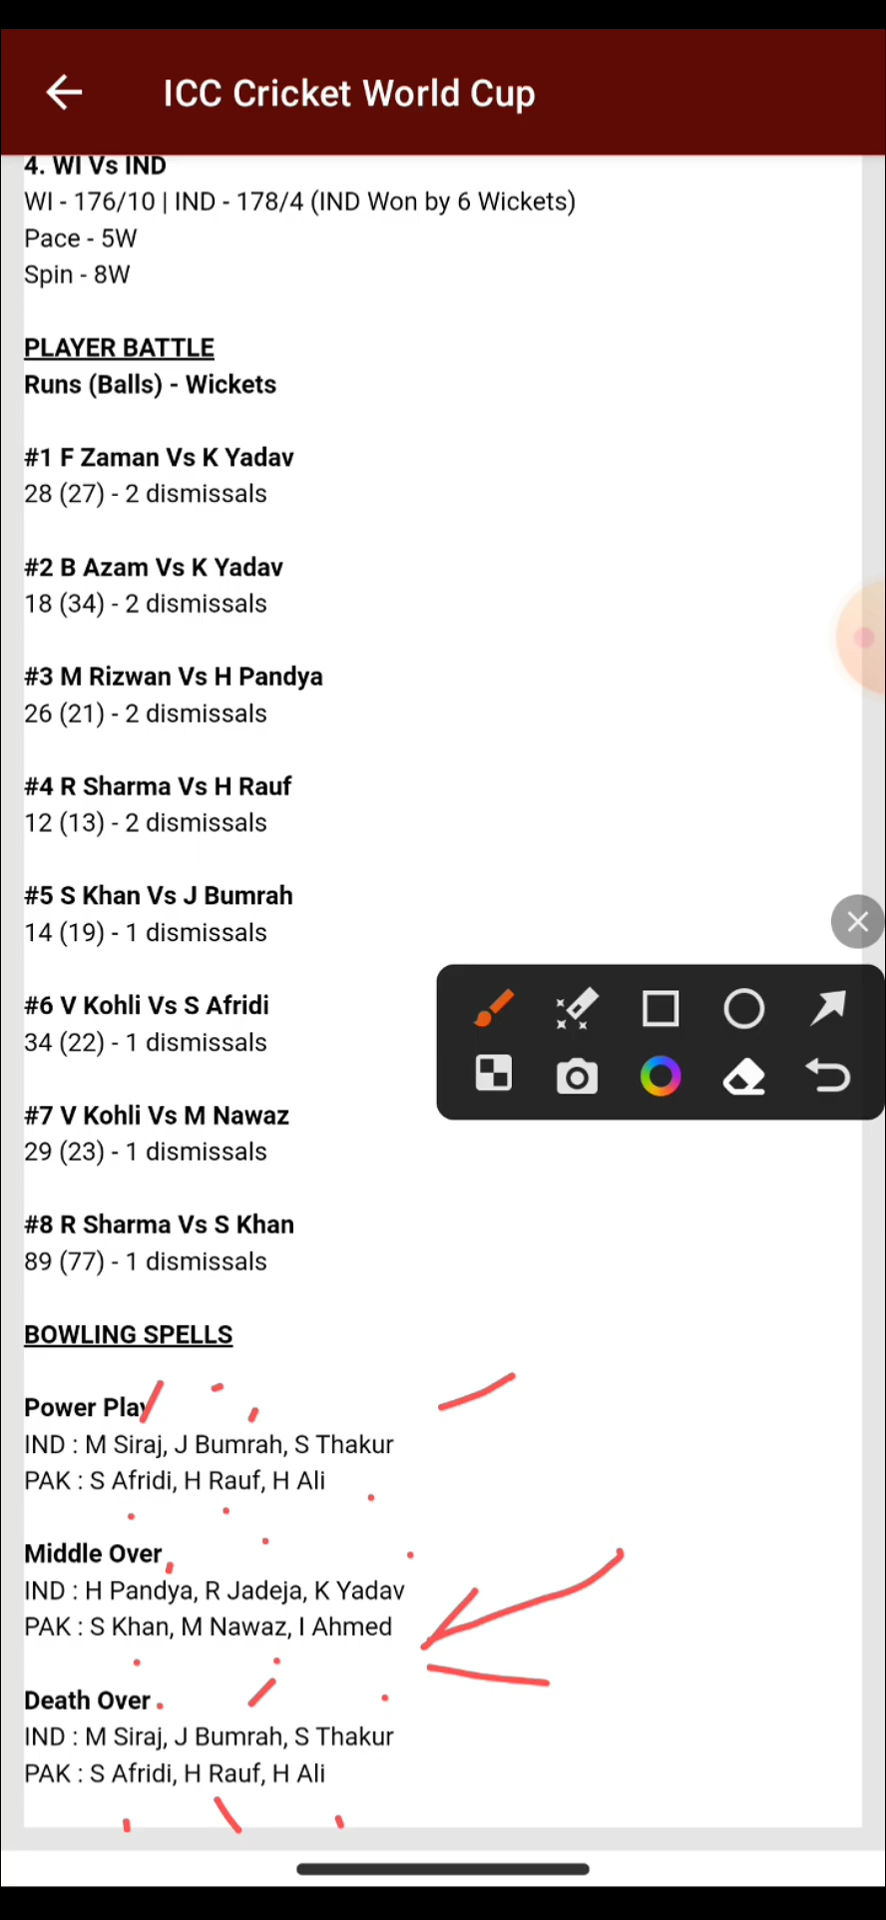 ICC Cricket World Cup
4. WI Vs IND
WI - 176/10 | IND - 178/4 (IND Won by 6 Wickets)
Pace - 5W
Spin - 8W
PLAYER BATTLE
Runs (Balls) - Wickets
#1 F Zaman Vs K Yadav
28 (27) - 2 dismissals
#2 B Azam Vs K Yadav
18 (34) - 2 dismissals
#3 M Rizwan Vs H Pandya
26 (21) - 2 dismissals
#4 R Sharma Vs H Rauf
12 (13) - 2 dismissals
#5 S Khan Vs J Bumrah
14 (19) - 1 dismissals
#6 V Kohli Vs S Afridi
34 (22) - 1 dismissals
#7 V Kohli Vs M Nawaz
29 (23) - 1 dismissals
#8 R Sharma Vs S Khan
89 (77) - 1 dismissals
BOWLING SPELLS
Power Play
IND : M Siraj, J Bumrah, S Thakur
PAK : S Afridi, H Rauf, H Ali
Middle Over
IND : H Pandya, R Jadeja, K Yadav
PAK : S Khan, M Nawaz, I Ahmed
Death Over
IND : M Siraj, J Bumrah, S Thakur
PAK : S Afridi, H Rauf, H Ali